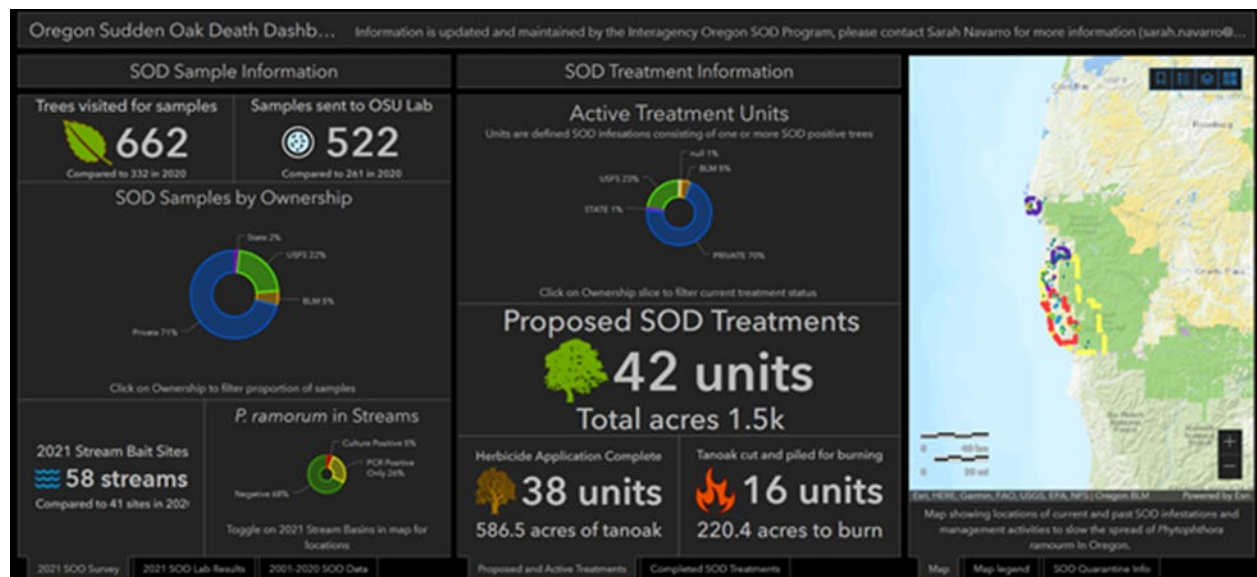 Oregon Sudden Oak Death Dashb...
Information is updated and maintained by the Interagency Oregon SOD Program, please contact Sarah Navarro for more information (sarah.navarro@...
SOD Sample Information
Trees visited for samples
662
Compared to 332 in 2020
Samples sent to OSU Lab
522
Compared to 261 in 2020
SOD Samples by Ownership
State 2%
USFS 22%
BLM 5%
Private 71%
Click on Ownership to filter proportion of samples
2021 Stream Bait Sites
58 streams
Compared to 41 sites in 202
P. ramorum in Streams
Culture Positive 5%
PCR Positive
Only 26%
Negative 68%
Toggle on 2021 Stream Basins in map for
locations
2021 SOD Survey
2021 SOD Lab Results
2001-2020 SOD Data
SOD Treatment Information
Active Treatment Units
Units are defined SOD infesations consisting of one or more SOD positive trees
null 1%
BLM 5%
USFS 23%
STATE 1%
PRIVATE 70%
Click on Ownership slice to filter current treatment status
Proposed SOD Treatments
42 units
Total acres 1.5k
Herbicide Application Complete
38 units
586.5 acres of tanoak
Tanoak cut and piled for burning
16 units
220.4 acres to burn
Proposed and Active Treatments
Completed SOD Treatments
Roseburg
Grants Pass
0 40 km
0 20 mi
+
−
Esri, HERE, Garmin, FAO, USGS, EPA, NPS | Oregon BLM
Powered by Esri
Map showing locations of current and past SOD infestations and
management activities to slow the spread of Phytophthora
ramourm In Oregon.
Map
Map legend
SOD Quarantine Info